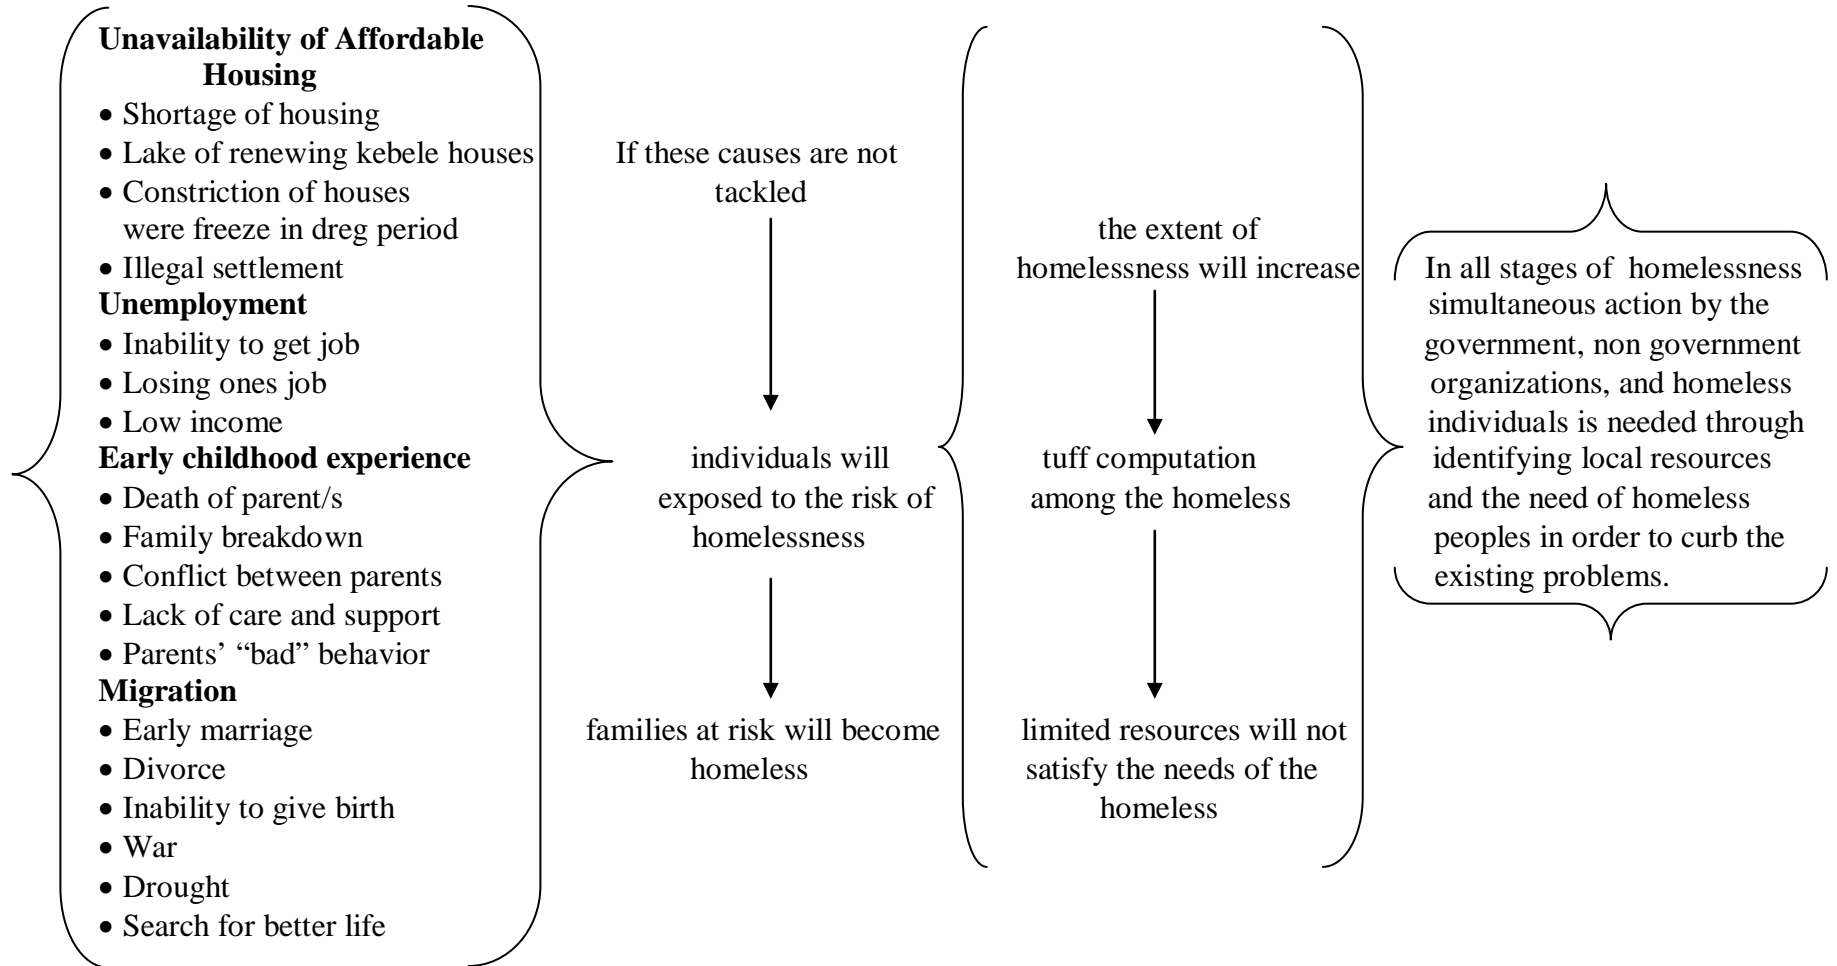 Unavailability of Affordable
Housing
• Shortage of housing
• Lake of renewing kebele houses
• Constriction of houses
were freeze in dreg period
• Illegal settlement
Unemployment
• Inability to get job
• Losing ones job
• Low income
Early childhood experience
• Death of parent/s
• Family breakdown
• Conflict between parents
• Lack of care and support
• Parents’ “bad” behavior
Migration
• Early marriage
• Divorce
• Inability to give birth
• War
• Drought
• Search for better life
If these causes are not
tackled
individuals will
exposed to the risk of
homelessness
families at risk will become
homeless
the extent of
homelessness will increase
tuff computation
among the homeless
limited resources will not
satisfy the needs of the
homeless
In all stages of homelessness
simultaneous action by the
government, non government
organizations, and homeless
individuals is needed through
identifying local resources
and the need of homeless
peoples in order to curb the
existing problems.